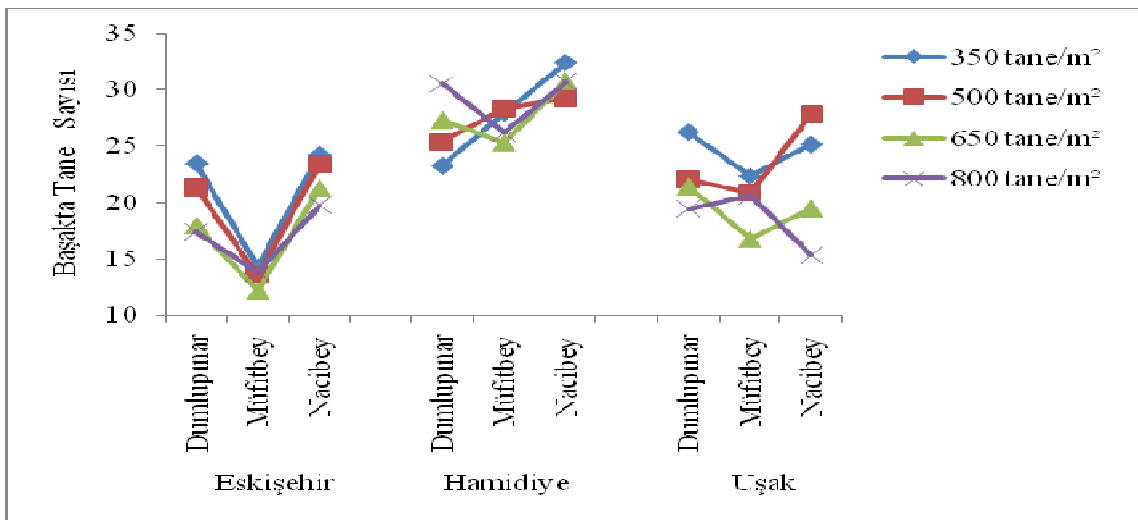 Başakta Tane Sayısı
35
30
25
20
15
10
350 tane/m²
500 tane/m²
650 tane/m²
800 tane/m²
Dumlupınar
Müfitbey
Nacibey
Dumlupınar
Müfitbey
Nacibey
Dumlupınar
Müfitbey
Nacibey
Eskişehir
Hamidiye
Uşak